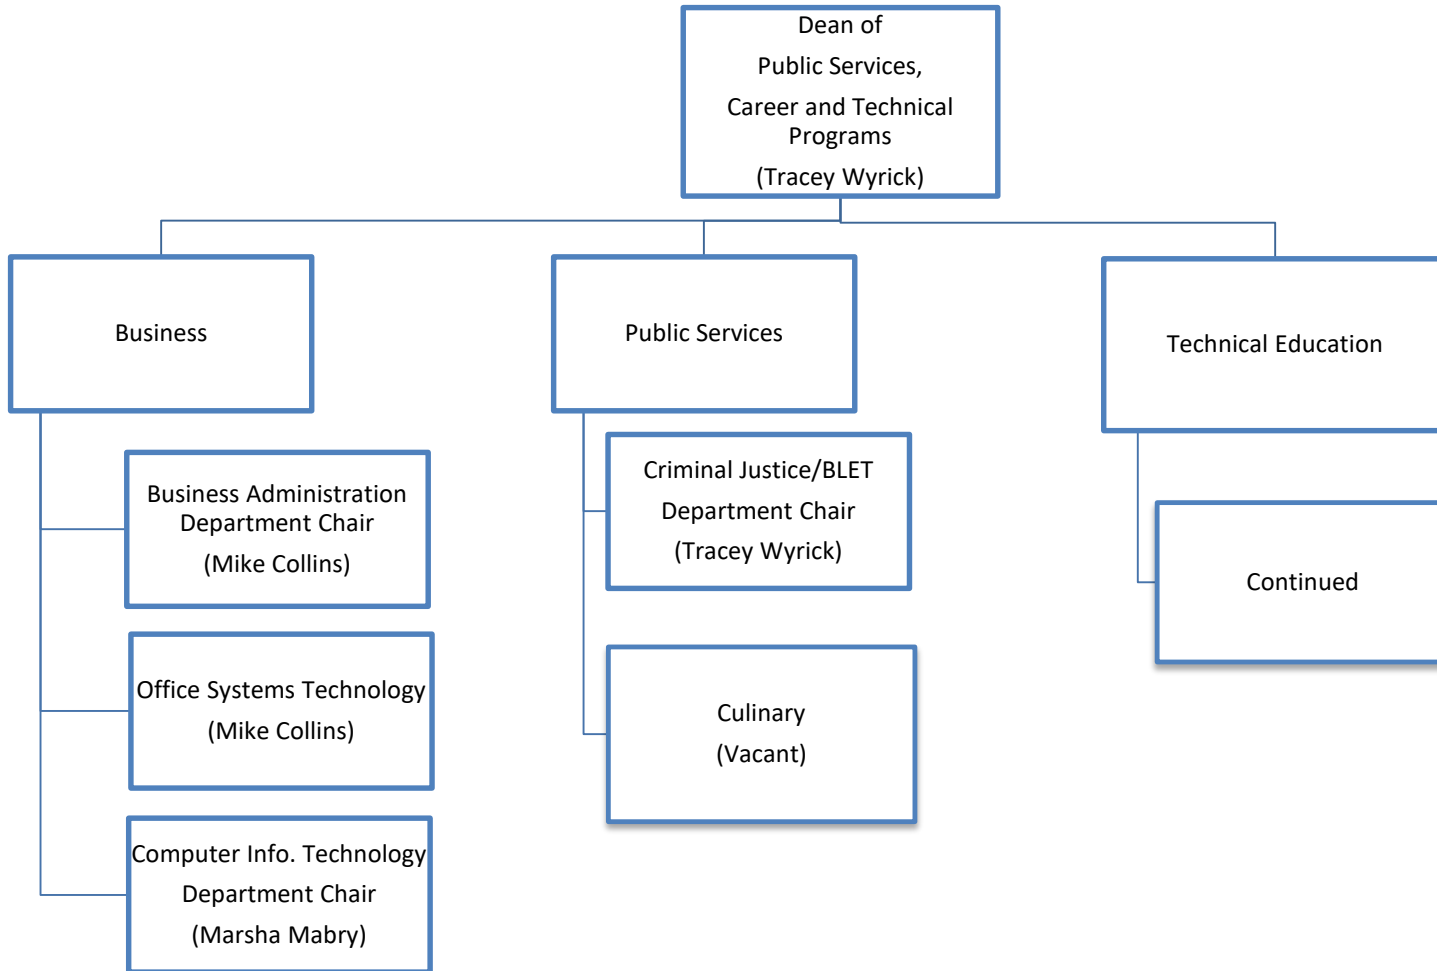 Dean of
Public Services,
Career and Technical
Programs
(Tracey Wyrick)
Business
Public Services
Technical Education
Business Administration
Department Chair
(Mike Collins)
Office Systems Technology
(Mike Collins)
Computer Info. Technology
Department Chair
(Marsha Mabry)
Criminal Justice/BLET
Department Chair
(Tracey Wyrick)
Culinary
(Vacant)
Continued